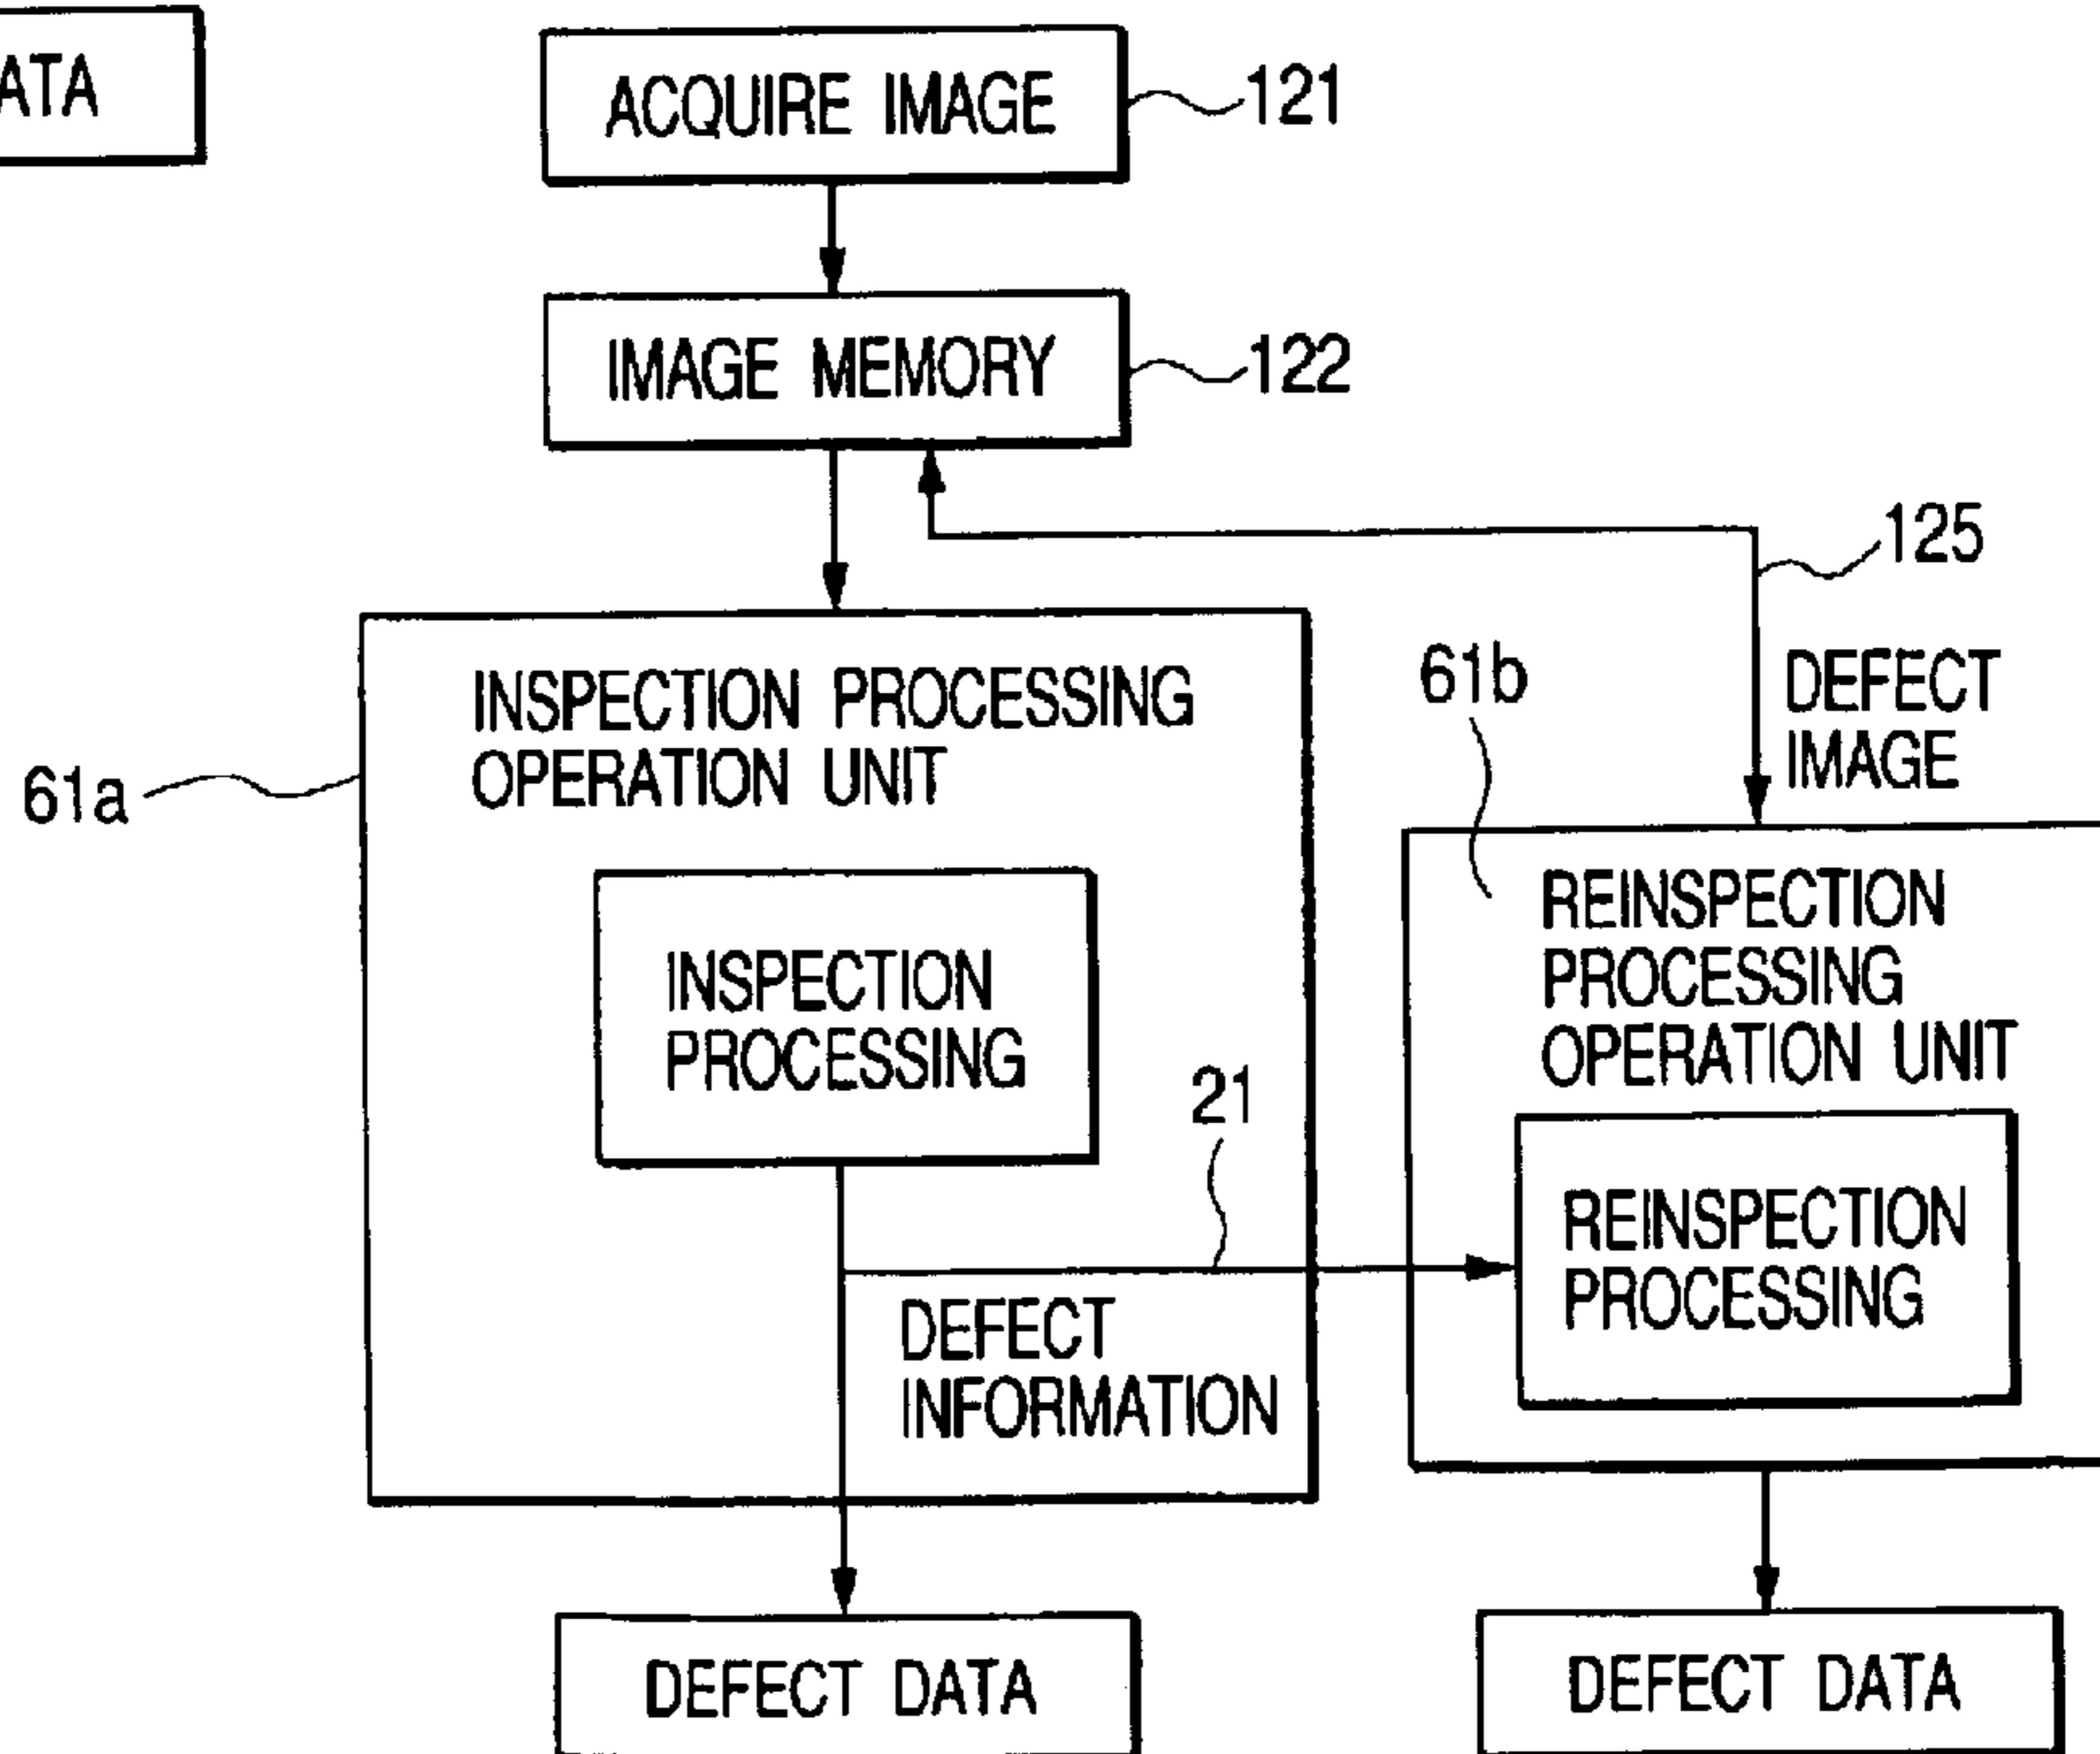 ATA
ACQUIRE IMAGE
121
IMAGE MEMORY
122
125
INSPECTION PROCESSING
OPERATION UNIT
61a
61b
DEFECT
IMAGE
REINSPECTION
PROCESSING
OPERATION UNIT
INSPECTION
PROCESSING
21
REINSPECTION
PROCESSING
DEFECT
INFORMATION
DEFECT DATA
DEFECT DATA